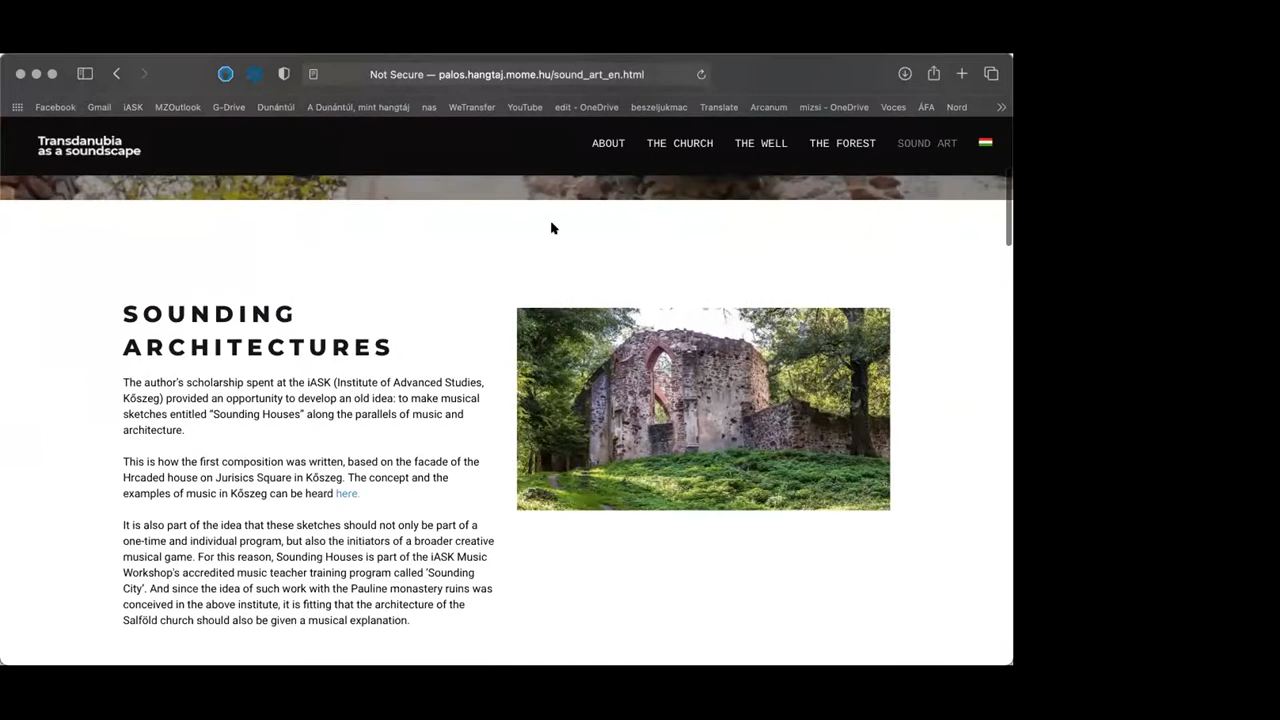 Not Secure — palos.hangtaj.mome.hu/sound_art_en.html
Facebook Gmail iASK MZOutlook G-Drive Dunántúl A Dunántúl, mint hangtáj nas WeTransfer YouTube edit - OneDrive beszeljukmac Translate Arcanum mizsi - OneDrive Voces ÁFA Nord
Transdanubia
as a soundscape
ABOUT THE CHURCH THE WELL THE FOREST SOUND ART
SOUNDING
ARCHITECTURES
The author's scholarship spent at the iASK (Institute of Advanced Studies,
Kőszeg) provided an opportunity to develop an old idea: to make musical
sketches entitled “Sounding Houses” along the parallels of music and
architecture.
This is how the first composition was written, based on the facade of the
Hrcaded house on Jurisics Square in Kőszeg. The concept and the
examples of music in Kőszeg can be heard here.
It is also part of the idea that these sketches should not only be part of a
one-time and individual program, but also the initiators of a broader creative
musical game. For this reason, Sounding Houses is part of the iASK Music
Workshop's accredited music teacher training program called ‘Sounding
City’. And since the idea of such work with the Pauline monastery ruins was
conceived in the above institute, it is fitting that the architecture of the
Salföld church should also be given a musical explanation.